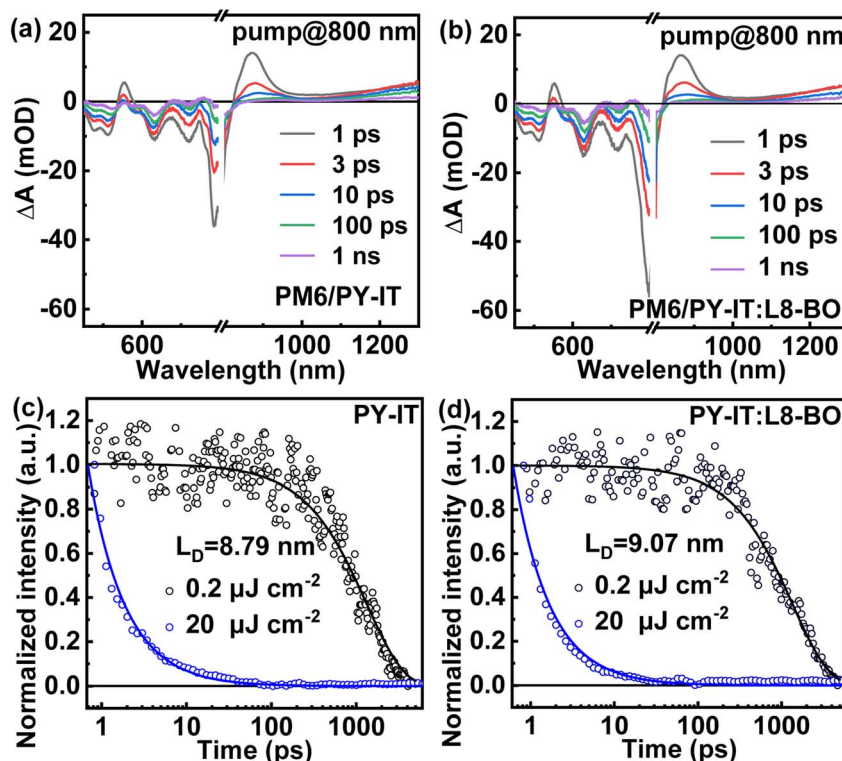 (a)
pump@800 nm
20
0
-20
-40
-60
ΔA (mOD)
1 ps
3 ps
10 ps
100 ps
1 ns
PM6/PY-IT
600
1000
1200
Wavelength (nm)
(b)
pump@800 nm
20
0
-20
-40
-60
ΔA (mOD)
1 ps
3 ps
10 ps
100 ps
1 ns
PM6/PY-IT:L8-BO
600
1000
1200
Wavelength (nm)
(c)
PY-IT
1.2
1.0
0.8
0.6
0.4
0.2
0.0
Normalized intensity (a.u.)
L_D=8.79 nm
0.2 μJ cm⁻²
20 μJ cm⁻²
1
10
100
1000
Time (ps)
(d)
PY-IT:L8-BO
1.2
1.0
0.8
0.6
0.4
0.2
0.0
Normalized intensity (a.u.)
L_D=9.07 nm
0.2 μJ cm⁻²
20 μJ cm⁻²
1
10
100
1000
Time (ps)